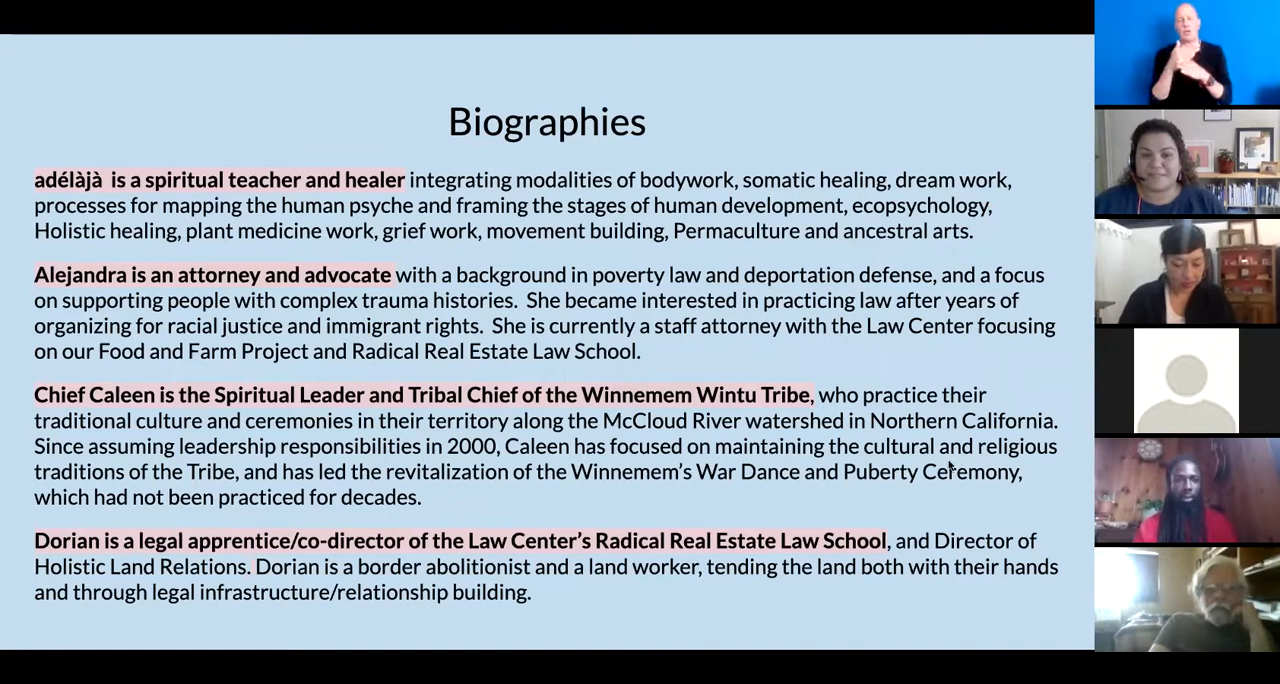 Biographies
adélàjà is a spiritual teacher and healer integrating modalities of bodywork, somatic healing, dream work,
processes for mapping the human psyche and framing the stages of human development, ecopsychology,
Holistic healing, plant medicine work, grief work, movement building, Permaculture and ancestral arts.
Alejandra is an attorney and advocate with a background in poverty law and deportation defense, and a focus
on supporting people with complex trauma histories. She became interested in practicing law after years of
organizing for racial justice and immigrant rights. She is currently a staff attorney with the Law Center focusing
on our Food and Farm Project and Radical Real Estate Law School.
Chief Caleen is the Spiritual Leader and Tribal Chief of the Winnemem Wintu Tribe, who practice their
traditional culture and ceremonies in their territory along the McCloud River watershed in Northern California.
Since assuming leadership responsibilities in 2000, Caleen has focused on maintaining the cultural and religious
traditions of the Tribe, and has led the revitalization of the Winnemem’s War Dance and Puberty Ceremony,
which had not been practiced for decades.
Dorian is a legal apprentice/co-director of the Law Center’s Radical Real Estate Law School, and Director of
Holistic Land Relations. Dorian is a border abolitionist and a land worker, tending the land both with their hands
and through legal infrastructure/relationship building.